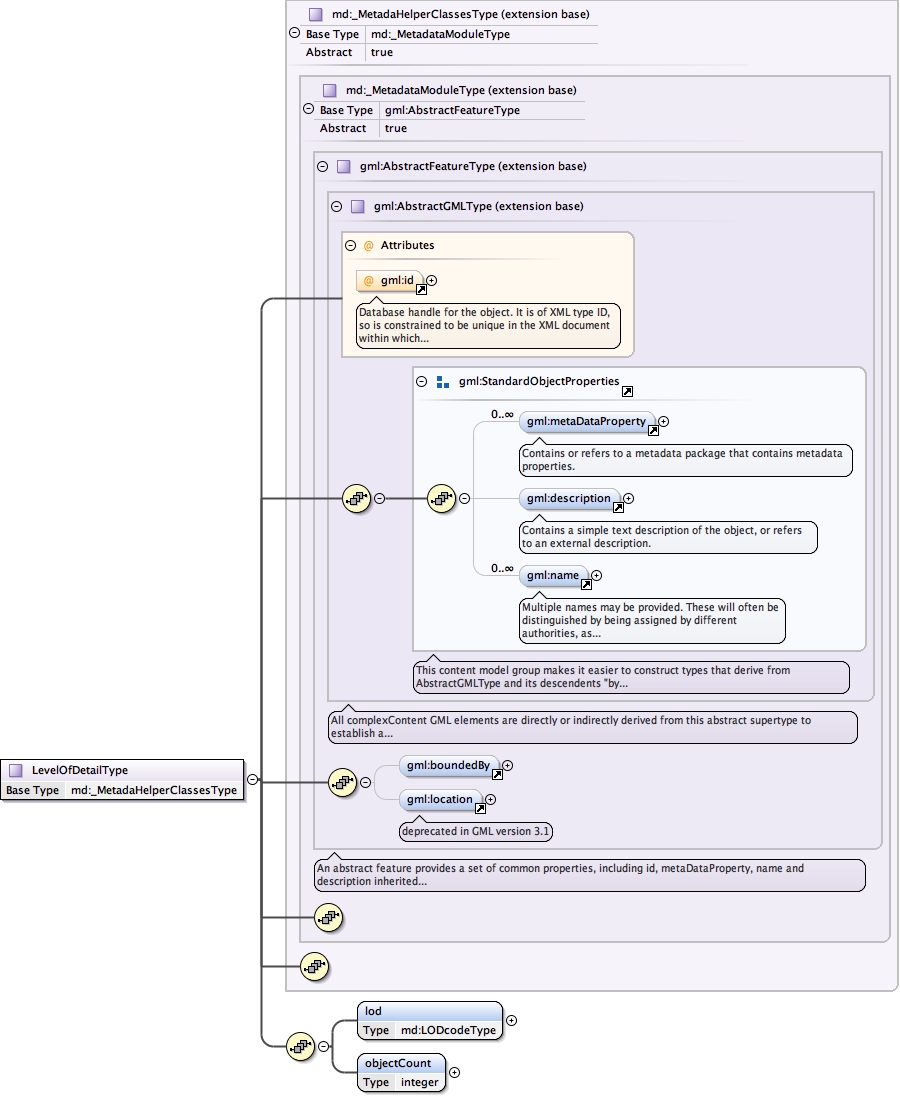 md:_MetadaHelperClassesType (extension base)
Base Type md:_MetadataModuleType
Abstract true
md:_MetadataModuleType (extension base)
Base Type gml:AbstractFeatureType
Abstract true
gml:AbstractFeatureType (extension base)
gml:AbstractGMLType (extension base)
@ Attributes
@ gml:id
Database handle for the object. It is of XML type ID,
so is constrained to be unique in the XML document
within which...
gml:StandardObjectProperties
0..∞
gml:metaDataProperty
Contains or refers to a metadata package that contains metadata
properties.
gml:description
Contains a simple text description of the object, or refers
to an external description.
0..∞
gml:name
Multiple names may be provided. These will often be
distinguished by being assigned by different
authorities, as...
This content model group makes it easier to construct types that derive from
AbstractGMLType and its descendents "by...
All complexContent GML elements are directly or indirectly derived from this abstract supertype to
establish a...
LevelOfDetailType
Base Type md:_MetadaHelperClassesType
gml:boundedBy
gml:location
deprecated in GML version 3.1
An abstract feature provides a set of common properties, including id, metaDataProperty, name and
description inherited...
lod
Type md:LODcodeType
objectCount
Type integer